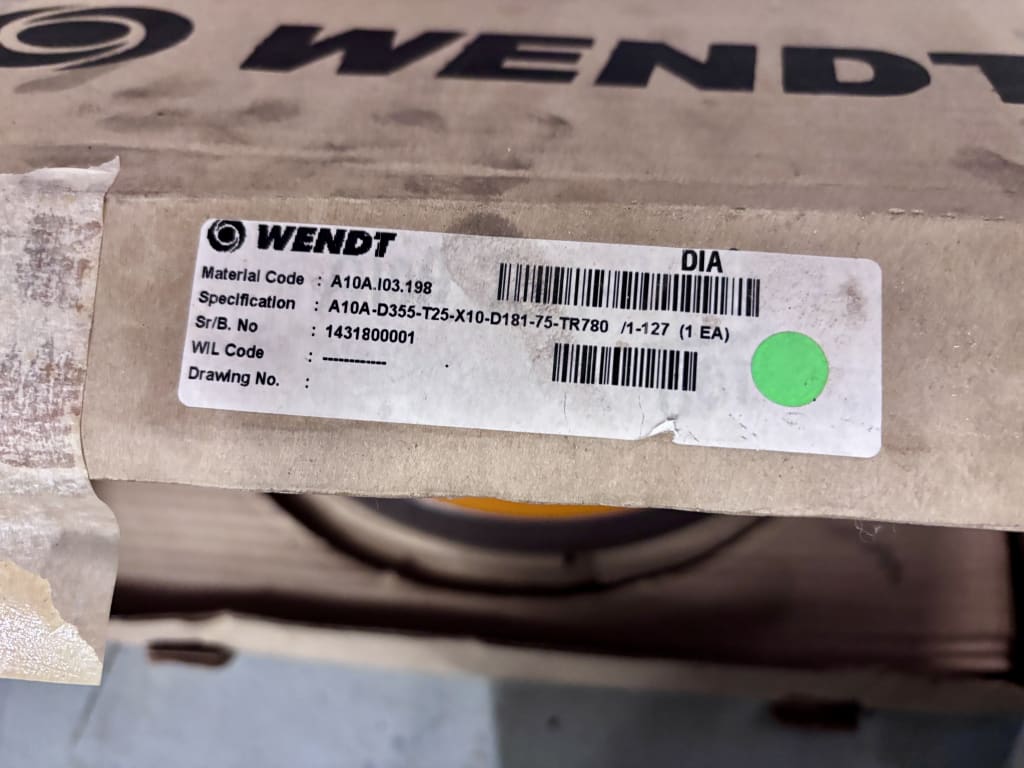 WENDT
WENDT DIA
Material Code : A10A.I03.198
Specification : A10A-D355-T25-X10-D181-75-TR780 /1-127 (1 EA)
Sr/B. No : 1431800001
WIL Code : ------------
Drawing No. :